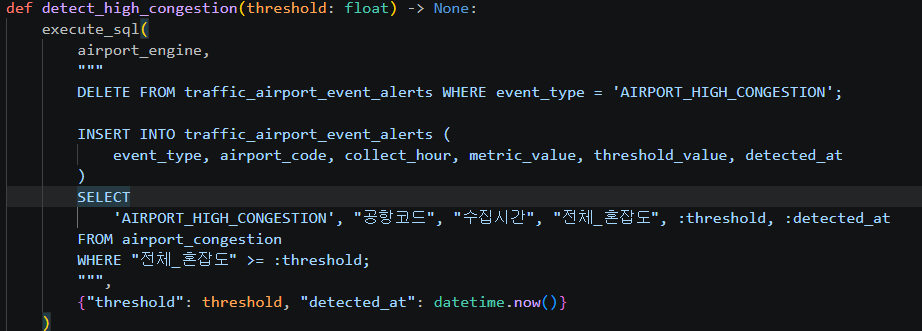 def detect_high_congestion(threshold: float) -> None:
    execute_sql(
        airport_engine,
        """
        DELETE FROM traffic_airport_event_alerts WHERE event_type = 'AIRPORT_HIGH_CONGESTION';

        INSERT INTO traffic_airport_event_alerts (
            event_type, airport_code, collect_hour, metric_value, threshold_value, detected_at
        )
        SELECT
            'AIRPORT_HIGH_CONGESTION', "공항코드", "수집시간", "전체_혼잡도", :threshold, :detected_at
        FROM airport_congestion
        WHERE "전체_혼잡도" >= :threshold;
        """,
        {"threshold": threshold, "detected_at": datetime.now()}
    )